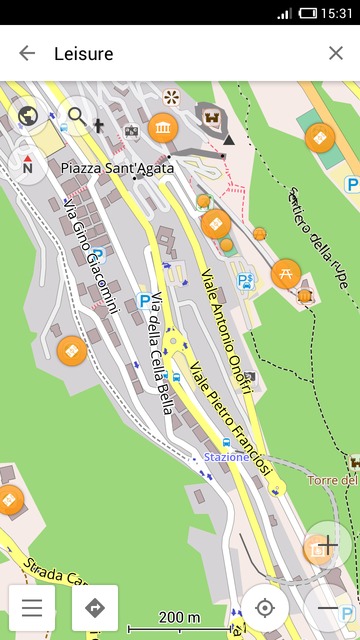 15:31
Leisure
N
Piazza Sant'Agata
P
Sentiero della rupe
Via Gino Giacomini
P
P$
P
Via della Cella Bella
Viale Antonio Onofri
Viale Pietro Franciosi
Stazione
Torre del
Strada Ca
P
200 m